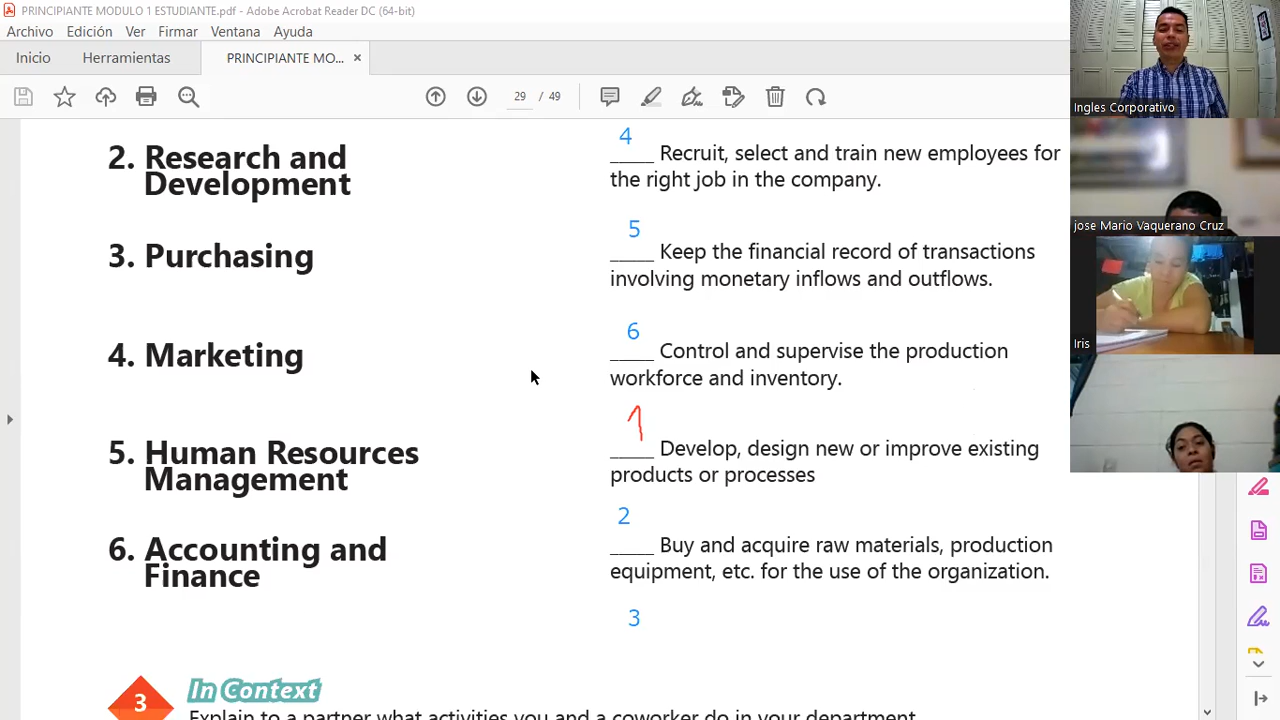 PRINCIPIANTE MODULO 1 ESTUDIANTE.pdf - Adobe Acrobat Reader DC (64-bit)
Archivo Edición Ver Firmar Ventana Ayuda
Inicio Herramientas PRINCIPIANTE MO... ×
29 / 49
Ingles Corporativo
jose Mario Vaquerano Cruz
Iris
2. Research and
Development
3. Purchasing
4. Marketing
5. Human Resources
Management
6. Accounting and
Finance
4
_____ Recruit, select and train new employees for
the right job in the company.
5
_____ Keep the financial record of transactions
involving monetary inflows and outflows.
6
_____ Control and supervise the production
workforce and inventory.
1
_____ Develop, design new or improve existing
products or processes
2
_____ Buy and acquire raw materials, production
equipment, etc. for the use of the organization.
3
3 In Context
Explain to a partner what activities you and a coworker do in your department